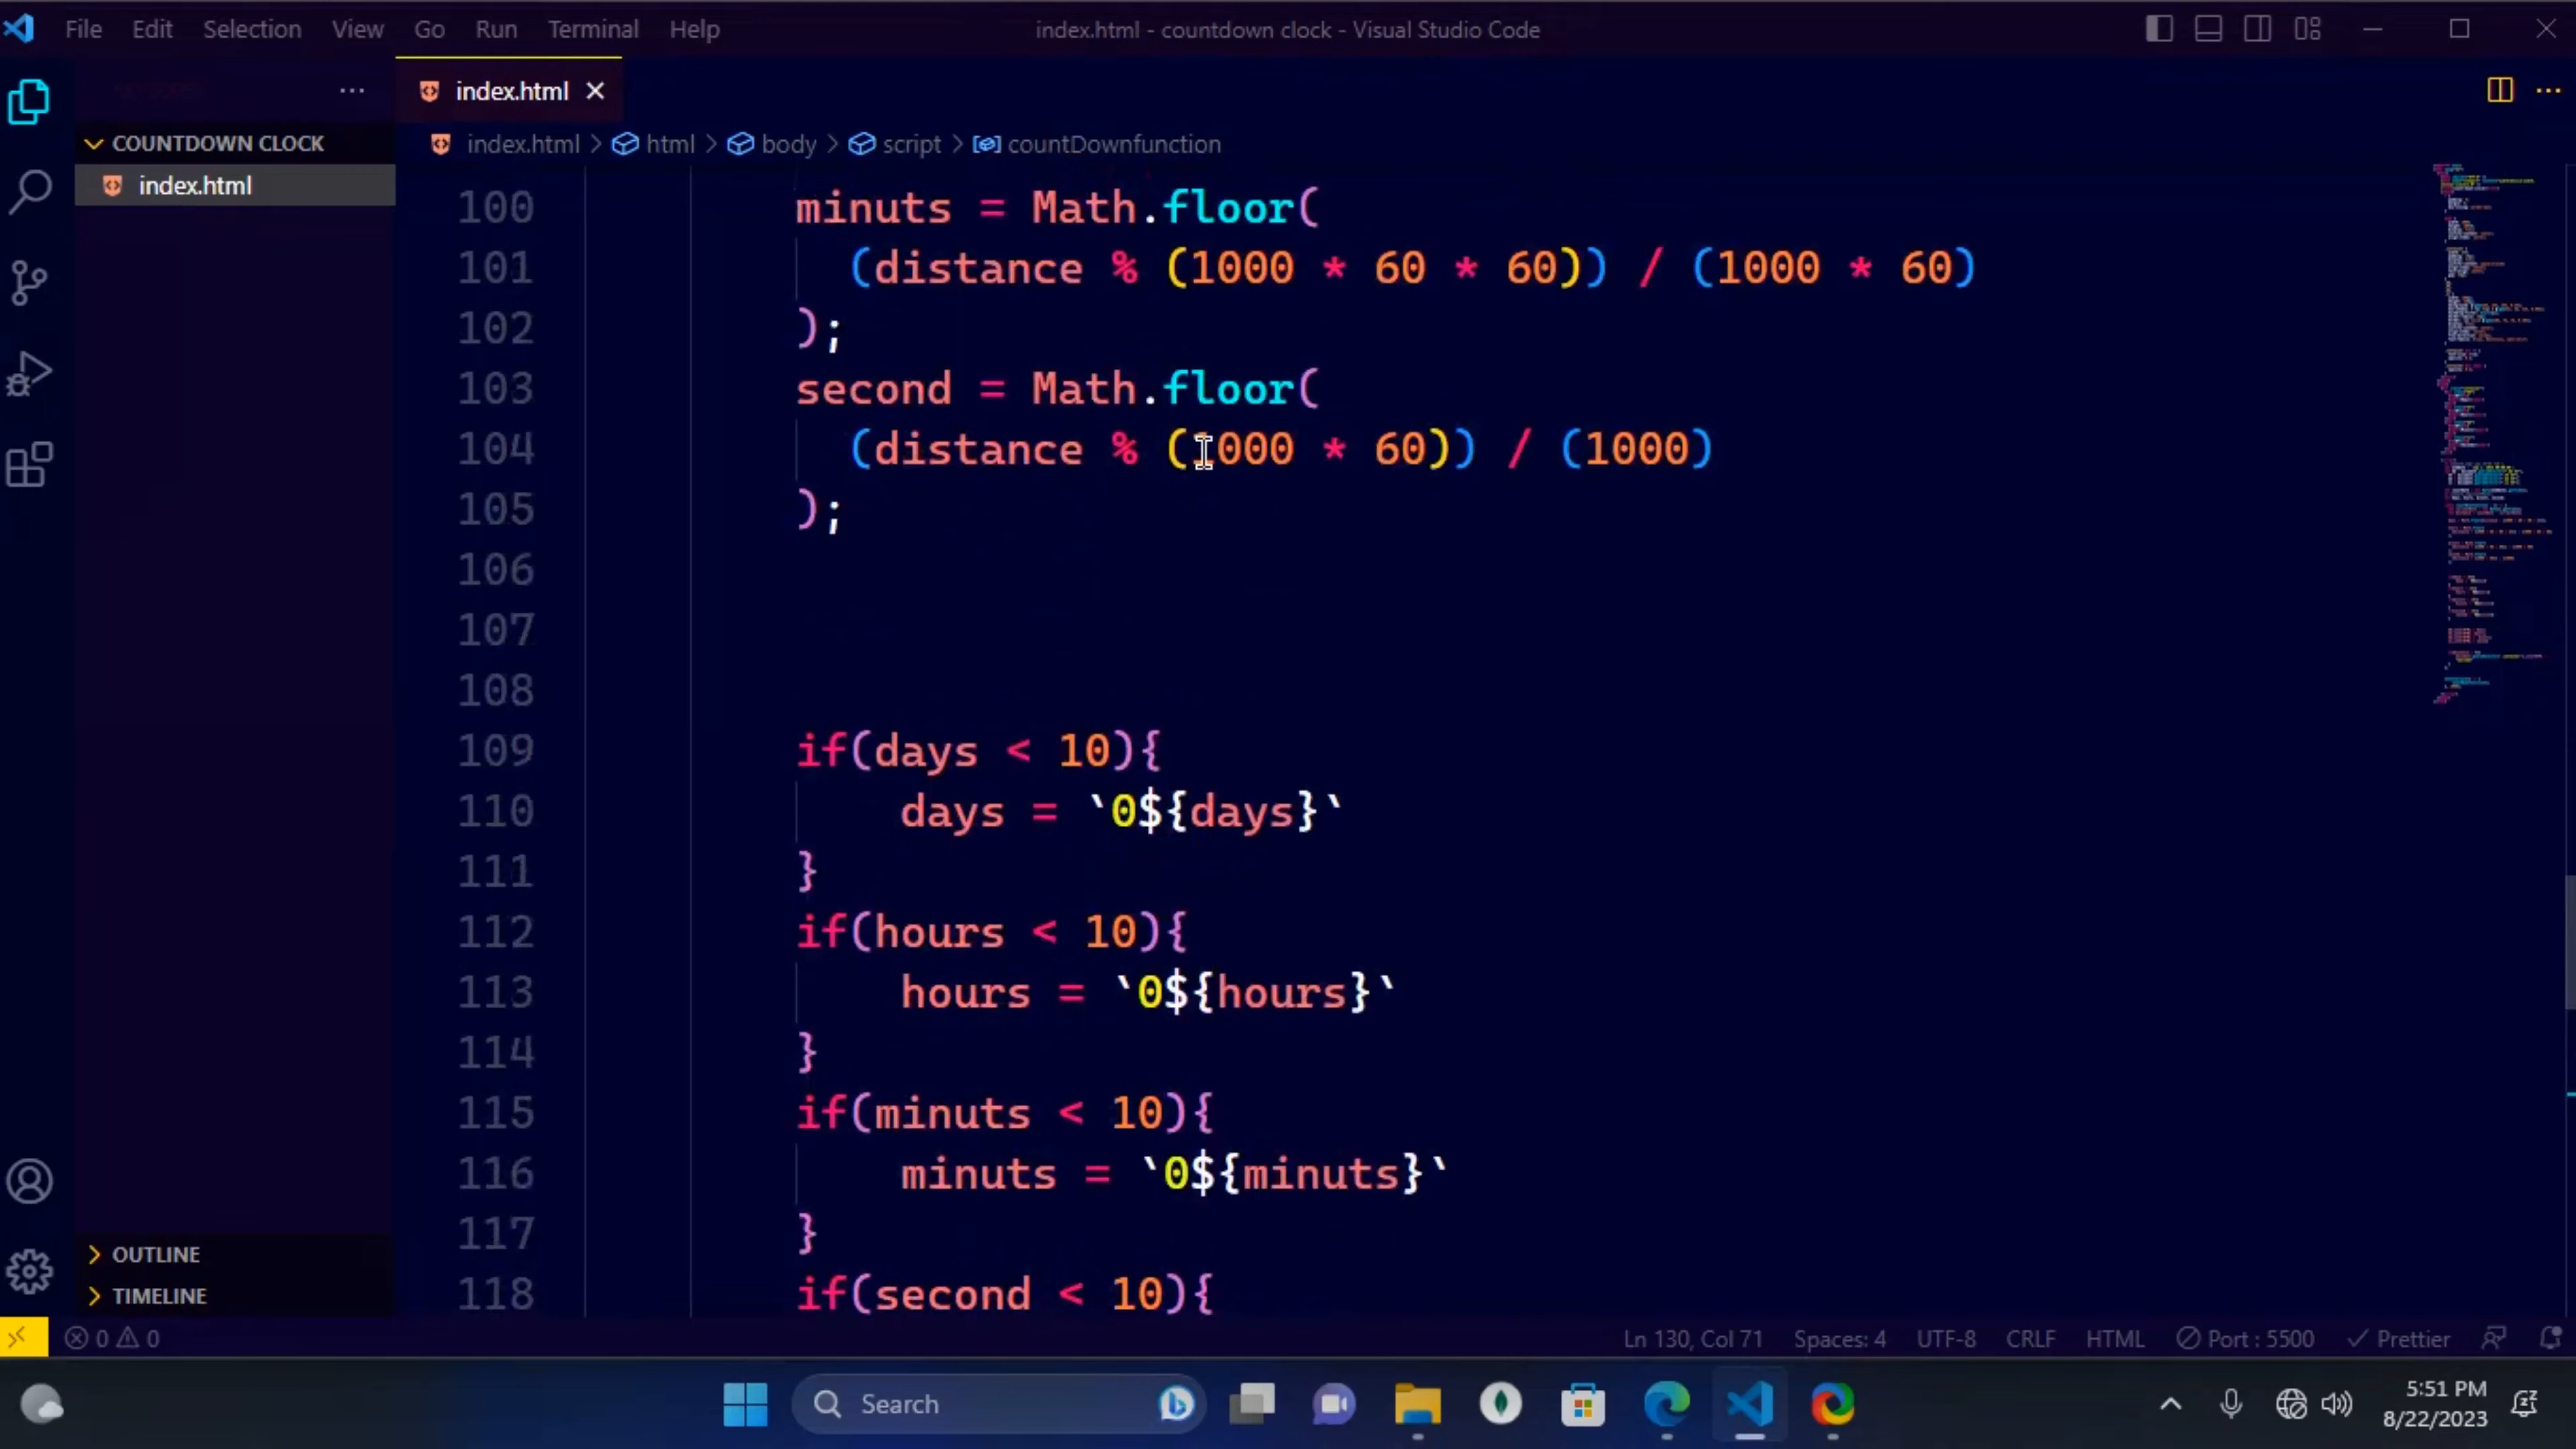 File Edit Selection View Go Run Terminal Help index.html - countdown clock - Visual Studio Code
index.html
COUNTDOWN CLOCK
index.html > html > body > script > countDownfunction
index.html
100 minuts = Math.floor(
101 (distance % (1000 * 60 * 60)) / (1000 * 60)
102 );
103 second = Math.floor(
104 (distance % (1000 * 60)) / (1000)
105 );
106
107
108
109 if(days < 10){
110 days = `0${days}`
111 }
112 if(hours < 10){
113 hours = `0${hours}`
114 }
115 if(minuts < 10){
116 minuts = `0${minuts}`
117 }
118 if(second < 10){
OUTLINE
TIMELINE
0 0 Ln 130, Col 71 Spaces: 4 UTF-8 CRLF HTML Port : 5500 Prettier
Search
5:51 PM
8/22/2023